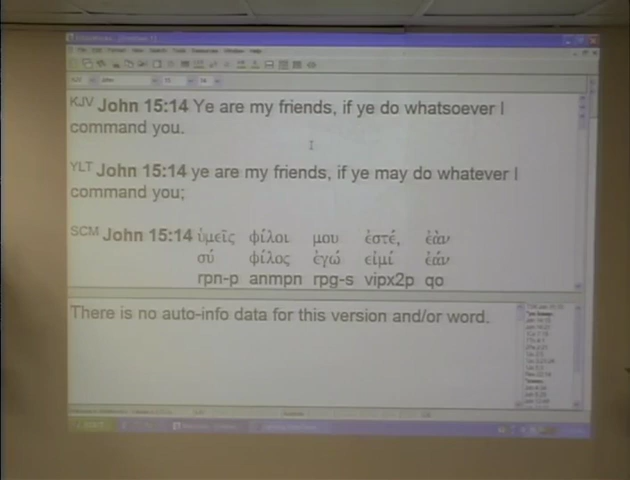 KJV John 15:14 Ye are my friends, if ye do whatsoever I
command you.
YLT John 15:14 ye are my friends, if ye may do whatever I
command you;
SCM John 15:14 ὑμεῖς φίλοι μου ἐστέ, ἐὰν
σύ φίλος ἐγώ εἰμί ἐάν
rpn-p anmpn rpg-s vipx2p qo
There is no auto-info data for this version and/or word.